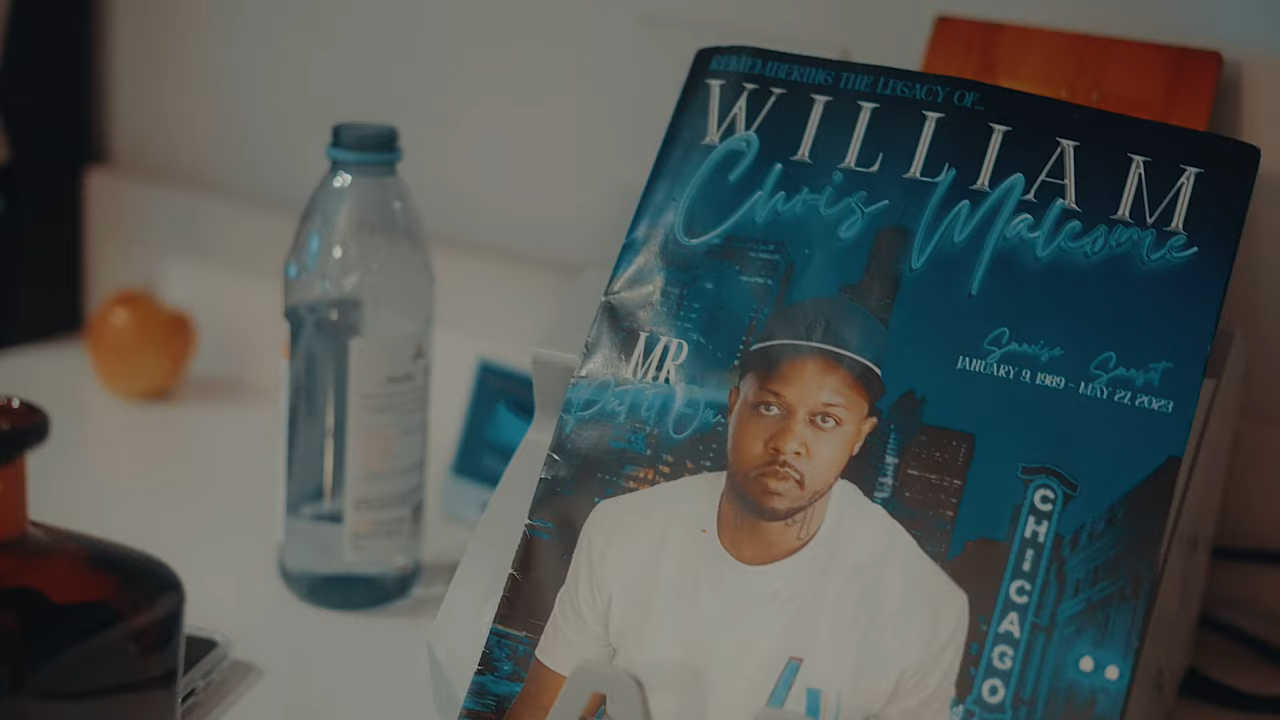 REMEMBERING THE LEGACY OF...
WILLIAM
Chris Malcome
Sunrise Sunset
JANUARY 9, 1989 - MAY 27, 2023
MR
CHICAGO